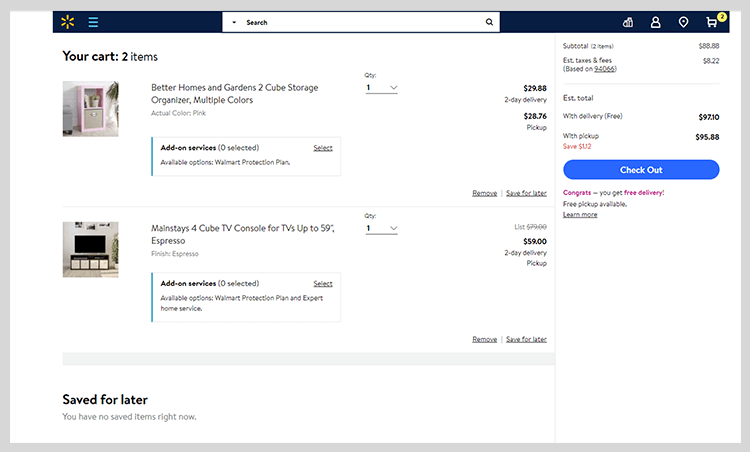 Search
2
Your cart: 2 items
Qty:
1
Better Homes and Gardens 2 Cube Storage
Organizer, Multiple Colors
Actual Color: Pink
$29.88
2-day delivery
$28.76
Pickup
Add-on services (0 selected)
Select
Available options: Walmart Protection Plan.
Remove | Save for later
Qty:
1
Mainstays 4 Cube TV Console for TVs Up to 59",
Espresso
Finish: Espresso
List $79.00
$59.00
2-day delivery
Pickup
Add-on services (0 selected)
Select
Available options: Walmart Protection Plan and Expert
home service.
Remove | Save for later
Saved for later
You have no saved items right now.
Subtotal (2 items)
$88.88
Est. taxes & fees
$8.22
(Based on 94066)
Est. total
With delivery (Free)
$97.10
With pickup
$95.88
Save $1.12
Check Out
Congrats — you get free delivery!
Free pickup available.
Learn more